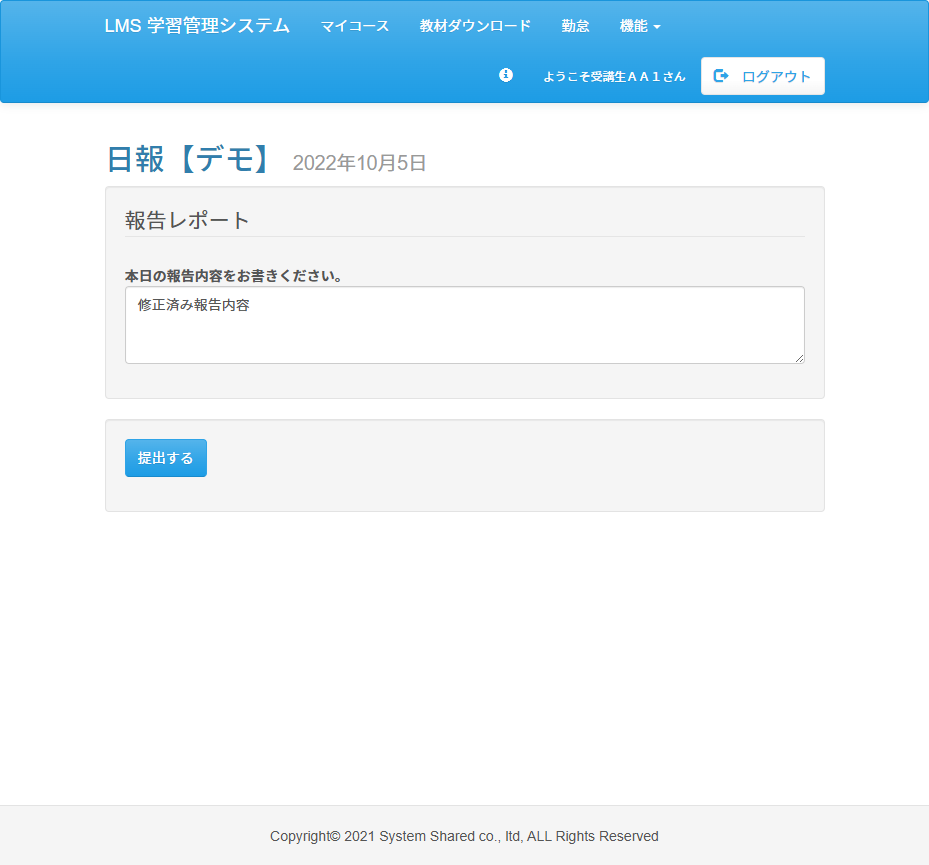 LMS 学習管理システム マイコース 教材ダウンロード 勤怠 機能
ようこそ受講生ＡＡ１さん ログアウト
日報【デモ】 2022年10月5日
報告レポート
本日の報告内容をお書きください。
修正済み報告内容
提出する
Copyright© 2021 System Shared co., ltd, ALL Rights Reserved